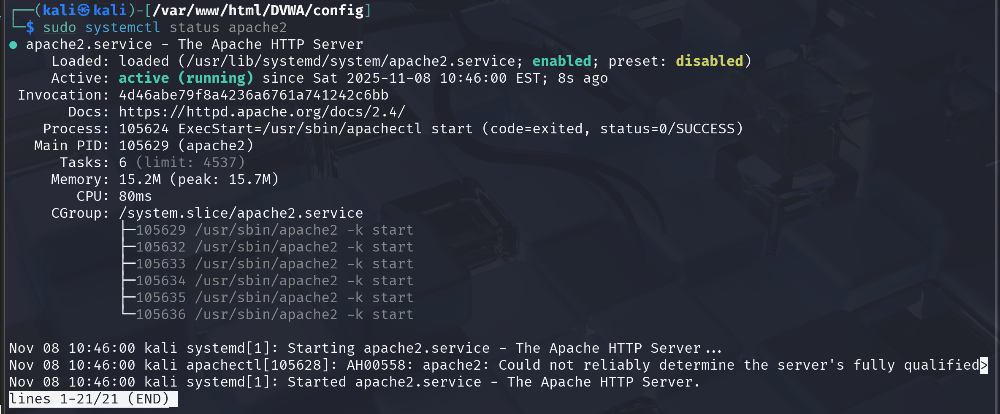 ┌──(kali㉿kali)-[/var/www/html/DVWA/config]
└─$ sudo systemctl status apache2
● apache2.service - The Apache HTTP Server
     Loaded: loaded (/usr/lib/systemd/system/apache2.service; enabled; preset: disabled)
     Active: active (running) since Sat 2025-11-08 10:46:00 EST; 8s ago
 Invocation: 4d46abe79f8a4236a6761a741242c6bb
       Docs: https://httpd.apache.org/docs/2.4/
    Process: 105624 ExecStart=/usr/sbin/apachectl start (code=exited, status=0/SUCCESS)
   Main PID: 105629 (apache2)
      Tasks: 6 (limit: 4537)
     Memory: 15.2M (peak: 15.7M)
        CPU: 80ms
     CGroup: /system.slice/apache2.service
             ├─105629 /usr/sbin/apache2 -k start
             ├─105632 /usr/sbin/apache2 -k start
             ├─105633 /usr/sbin/apache2 -k start
             ├─105634 /usr/sbin/apache2 -k start
             ├─105635 /usr/sbin/apache2 -k start
             └─105636 /usr/sbin/apache2 -k start

Nov 08 10:46:00 kali systemd[1]: Starting apache2.service - The Apache HTTP Server...
Nov 08 10:46:00 kali apachectl[105628]: AH00558: apache2: Could not reliably determine the server's fully qualified>
Nov 08 10:46:00 kali systemd[1]: Started apache2.service - The Apache HTTP Server.
lines 1-21/21 (END)